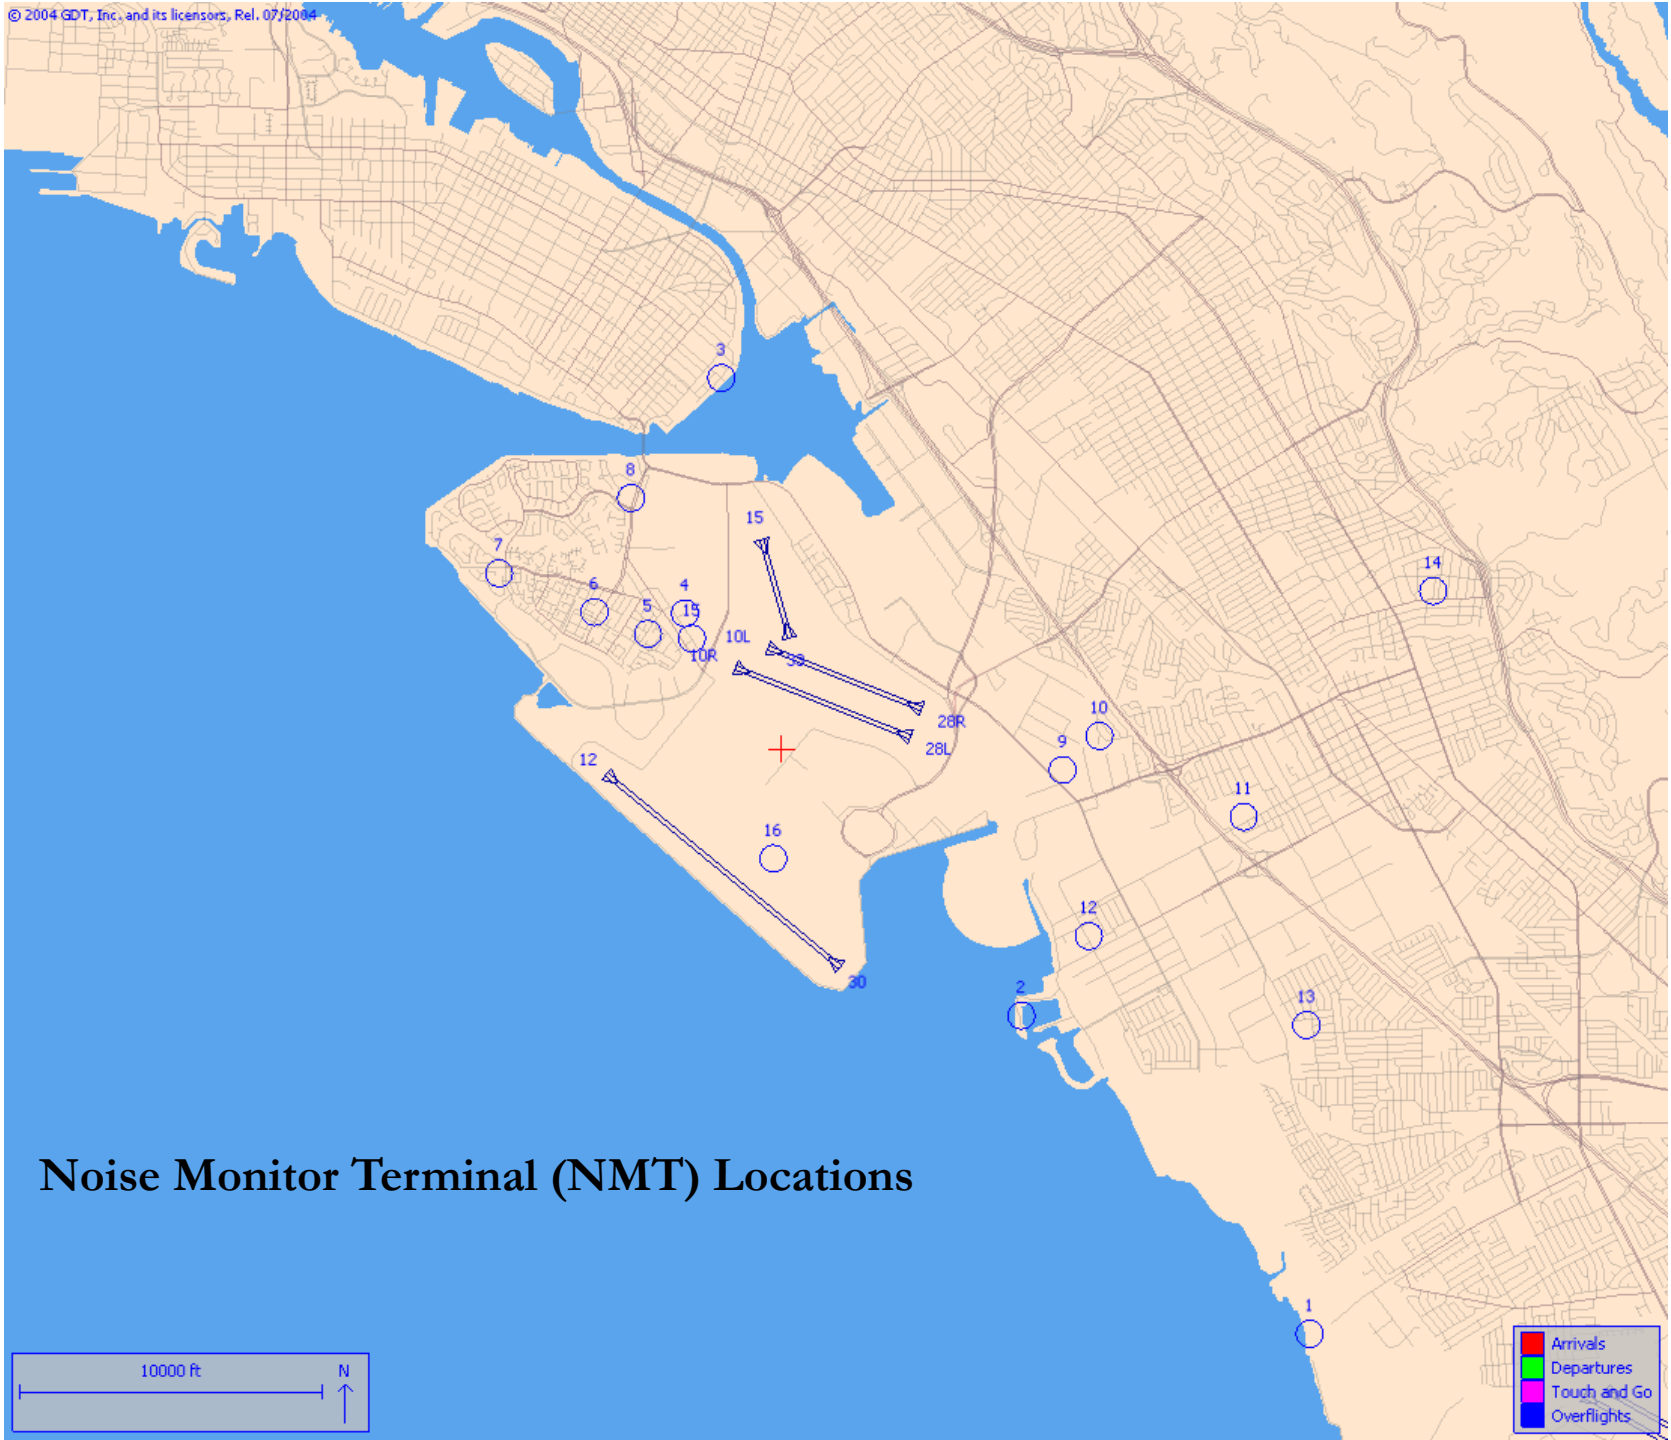 © 2004 GDT, Inc. and its licensors, Rel. 07/2004
3
8
15
7
14
6
4
5
15
10L
10R
33
10
28R
9
28L
12
11
16
12
30
2
13
Noise Monitor Terminal (NMT) Locations
1
10000 ft
N
Arrivals
Departures
Touch and Go
Overflights